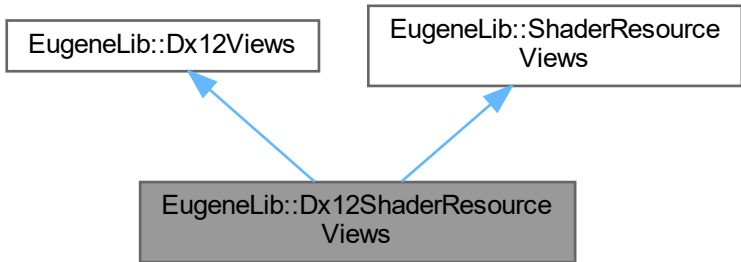 EugeneLib::Dx12Views
EugeneLib::ShaderResource
Views
EugeneLib::Dx12ShaderResource
Views